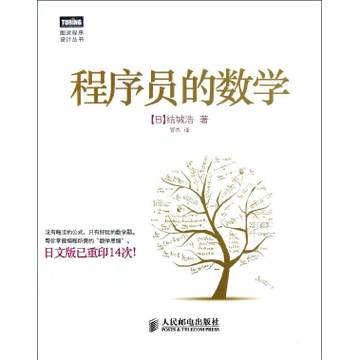 TURING
图灵程序
设计丛书
程序员的数学
【日】结城浩 著
管杰 译
没有晦涩的公式，只有好玩的数学题。
帮你掌握编程所需的“数学思维”。
日文版已重印14次！
人民邮电出版社
POSTS & TELECOM PRESS